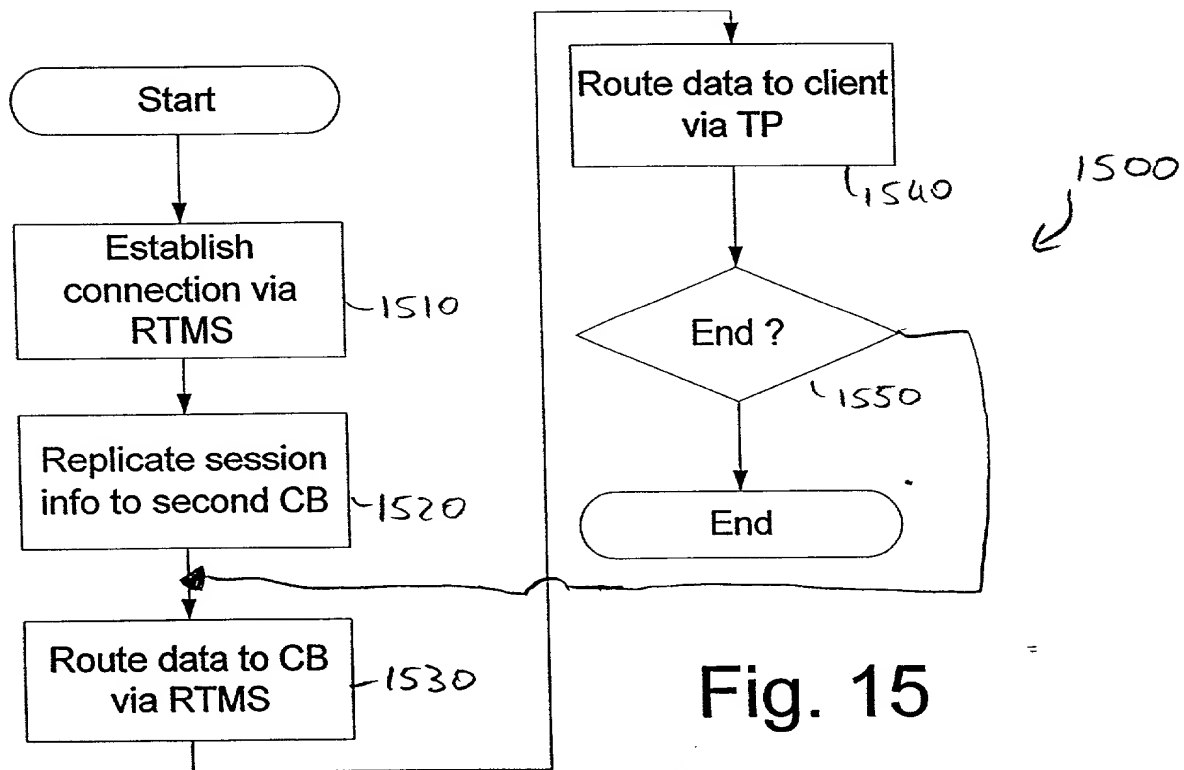 Start
Establish
connection via
RTMS
1510
Replicate session
info to second CB
1520
Route data to CB
via RTMS
1530
Route data to client
via TP
1540
End ?
1550
End
1500
Fig. 15